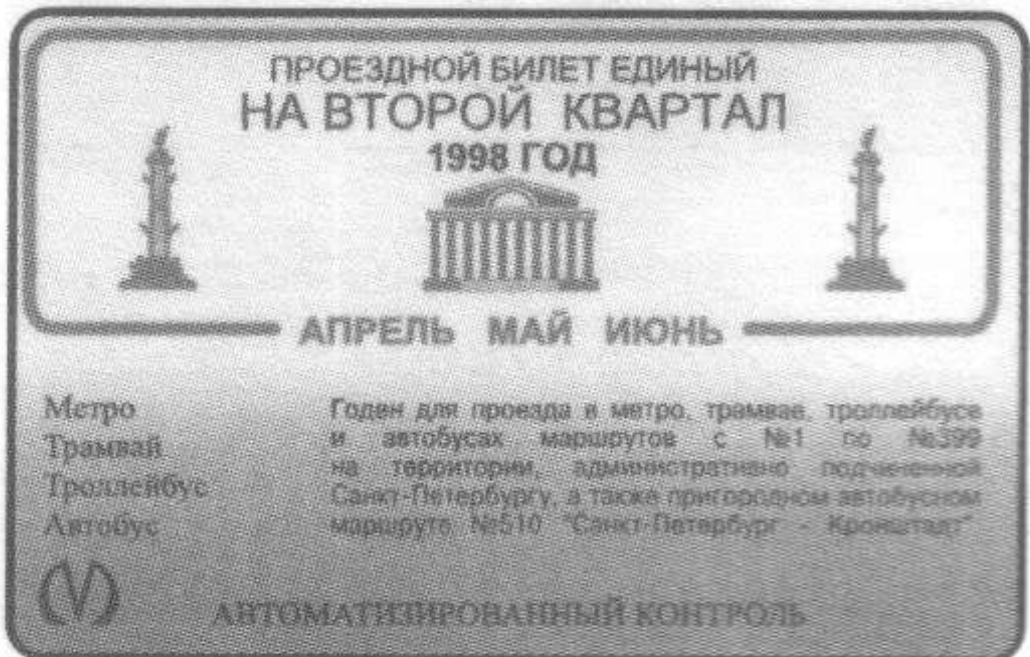 ПРОЕЗДНОЙ БИЛЕТ ЕДИНЫЙ
НА ВТОРОЙ КВАРТАЛ
1998 ГОД
АПРЕЛЬ МАЙ ИЮНЬ
Метро
Трамвай
Троллейбус
Автобус
Годен для проезда в метро, трамвае, троллейбусе
и автобусах маршрутов с №1 по №399
на территории, административно подчиненной
Санкт-Петербургу, а также пригородном автобусном
маршруте №510 "Санкт-Петербург - Кронштадт"
АВТОМАТИЗИРОВАННЫЙ КОНТРОЛЬ